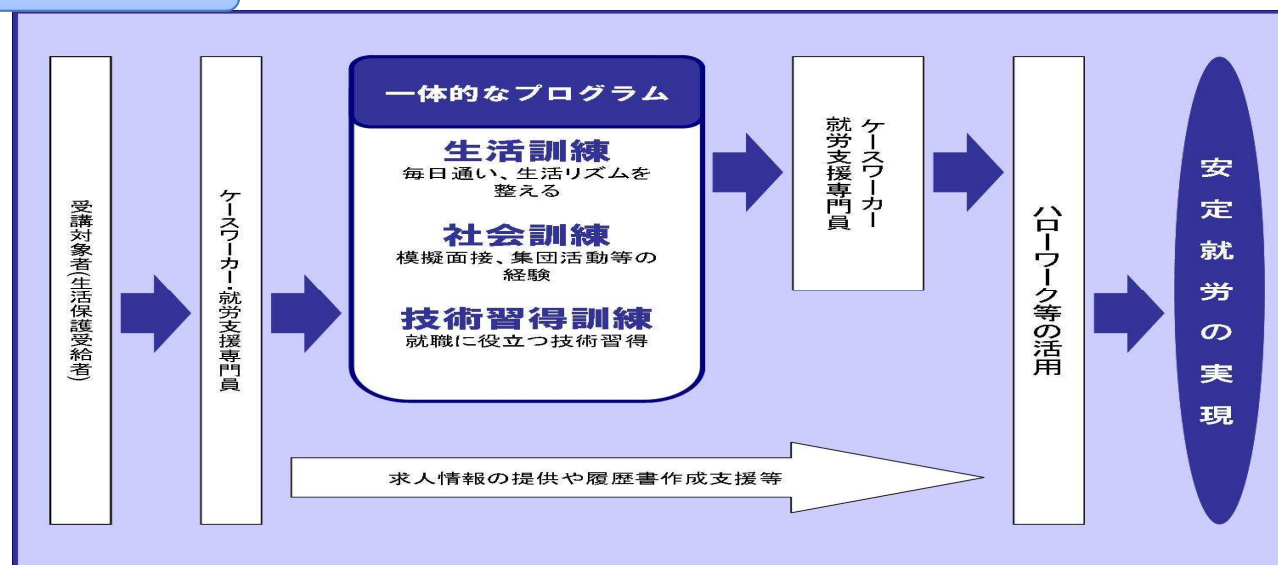 受講対象者(生活保護受給者)
ケースワーカー・就労支援専門員
一体的なプログラム
生活訓練
毎日通い、生活リズムを
整える
社会訓練
模擬面接、集団活動等の
経験
技術習得訓練
就職に役立つ技術習得
ケースワーカー
就労支援専門員
求人情報の提供や履歴書作成支援等
ハローワーク等の活用
安定就労の実現